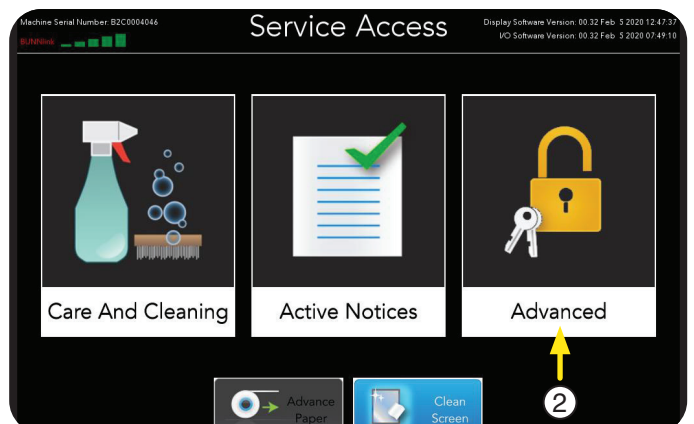 Machine Serial Number: B2C0004046
BUNNlink
Service Access
Display Software Version: 00.32 Feb 5 2020 12:47:37
I/O Software Version: 00.32 Feb 5 2020 07:49:10
Care And Cleaning
Active Notices
Advanced
Advance
Paper
Clean
Screen
2